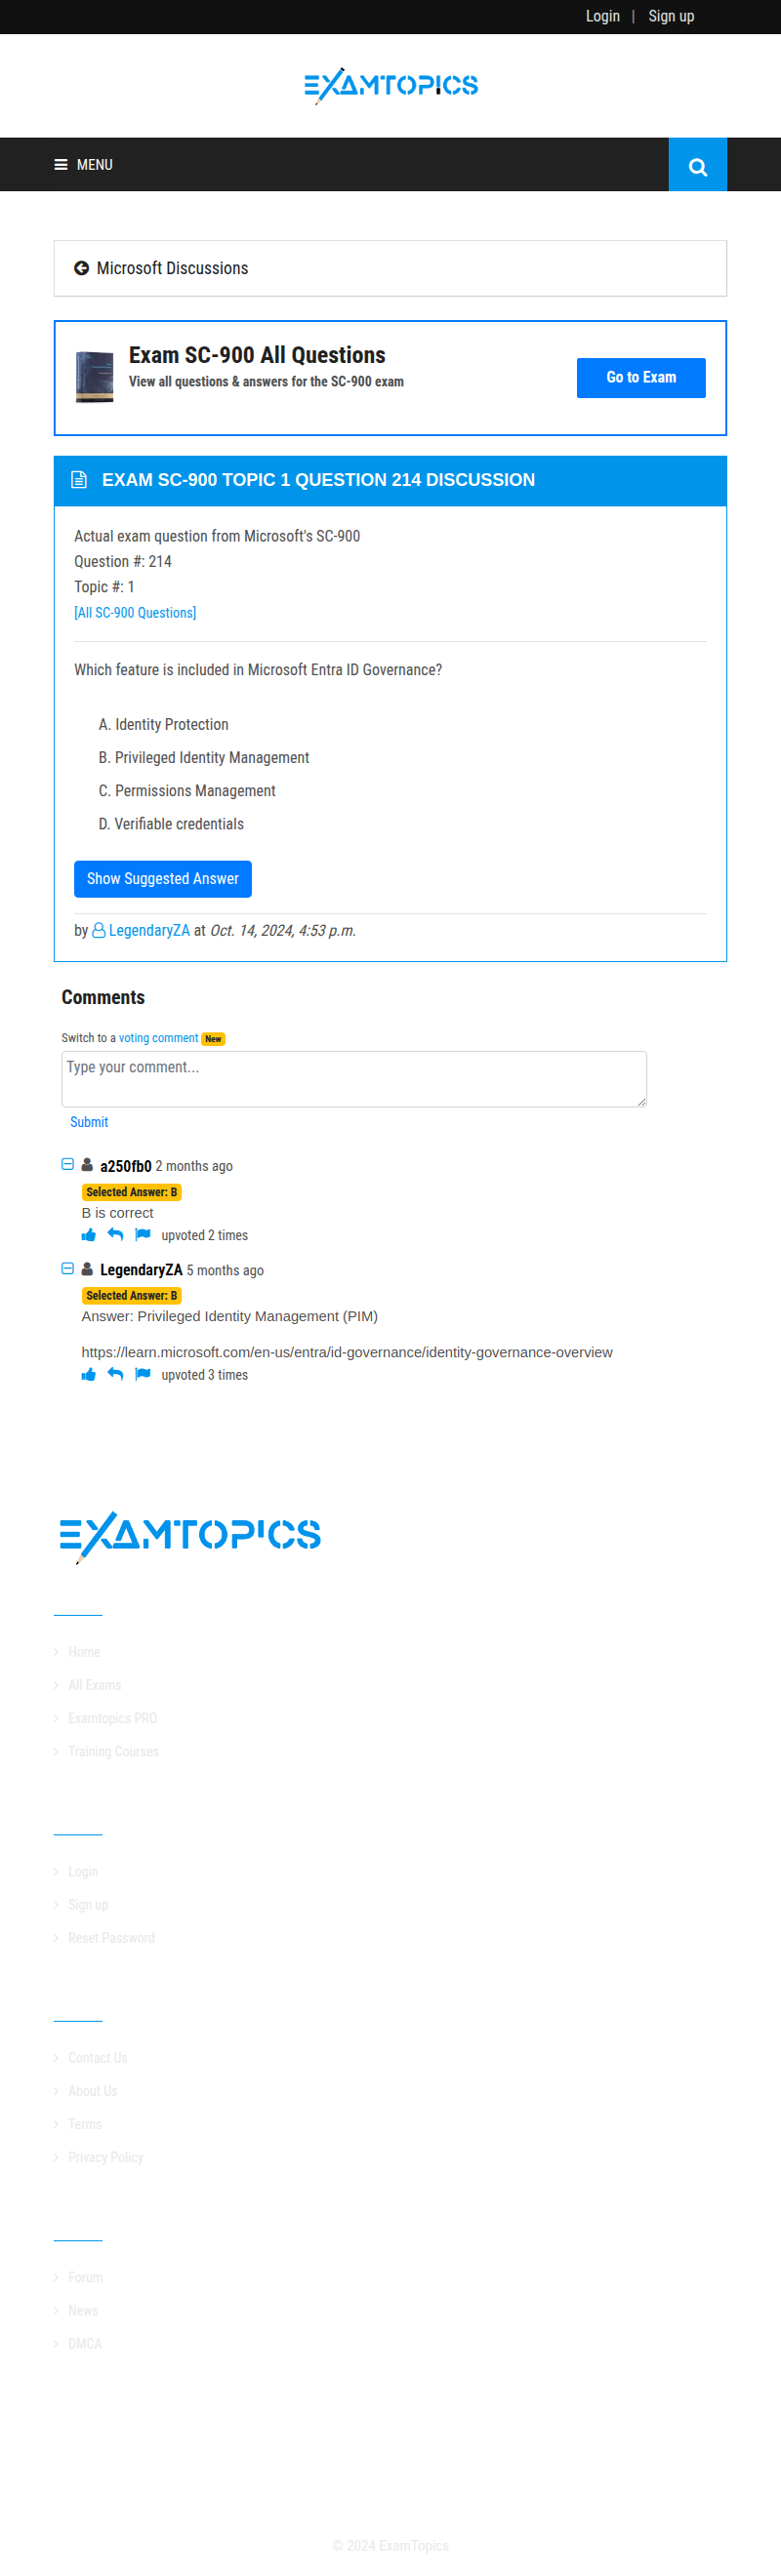 Login | Sign up
EXAMTOPICS
MENU
Microsoft Discussions
Exam SC-900 All Questions
View all questions & answers for the SC-900 exam
Go to Exam
EXAM SC-900 TOPIC 1 QUESTION 214 DISCUSSION
Actual exam question from Microsoft's SC-900
Question #: 214
Topic #: 1
[All SC-900 Questions]
Which feature is included in Microsoft Entra ID Governance?
A. Identity Protection
B. Privileged Identity Management
C. Permissions Management
D. Verifiable credentials
Show Suggested Answer
by LegendaryZA at Oct. 14, 2024, 4:53 p.m.
Comments
Switch to a voting comment New
Type your comment...
Submit
a250fb0 2 months ago
Selected Answer: B
B is correct
upvoted 2 times
LegendaryZA 5 months ago
Selected Answer: B
Answer: Privileged Identity Management (PIM)
https://learn.microsoft.com/en-us/entra/id-governance/identity-governance-overview
upvoted 3 times
EXAMTOPICS
Home
All Exams
Examtopics PRO
Training Courses
Login
Sign up
Reset Password
Contact Us
About Us
Terms
Privacy Policy
Forum
News
DMCA
© 2024 ExamTopics